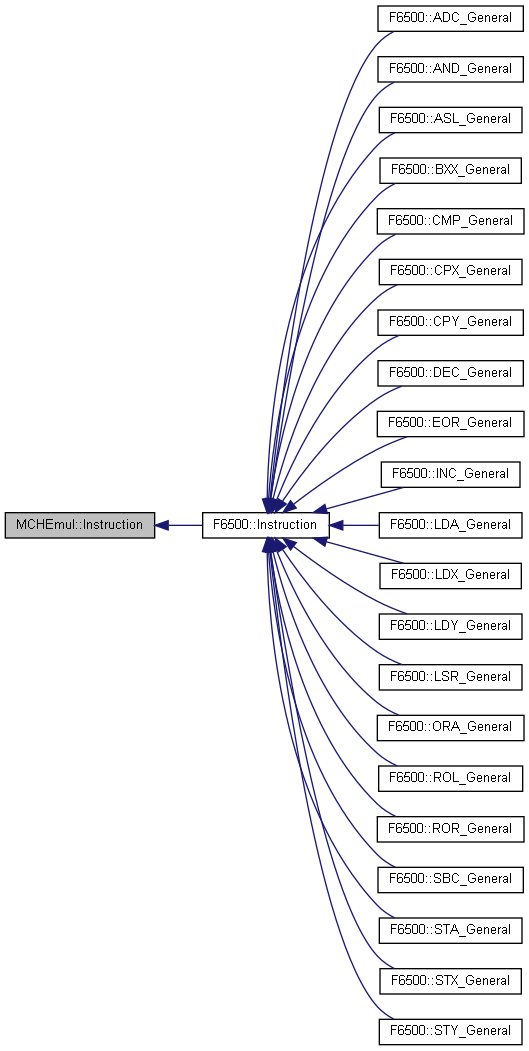 F6500::ADC_General
F6500::AND_General
F6500::ASL_General
F6500::BXX_General
F6500::CMP_General
F6500::CPX_General
F6500::CPY_General
F6500::DEC_General
F6500::EOR_General
F6500::INC_General
MCHEmul::Instruction
F6500::Instruction
F6500::LDA_General
F6500::LDX_General
F6500::LDY_General
F6500::LSR_General
F6500::ORA_General
F6500::ROL_General
F6500::ROR_General
F6500::SBC_General
F6500::STA_General
F6500::STX_General
F6500::STY_General